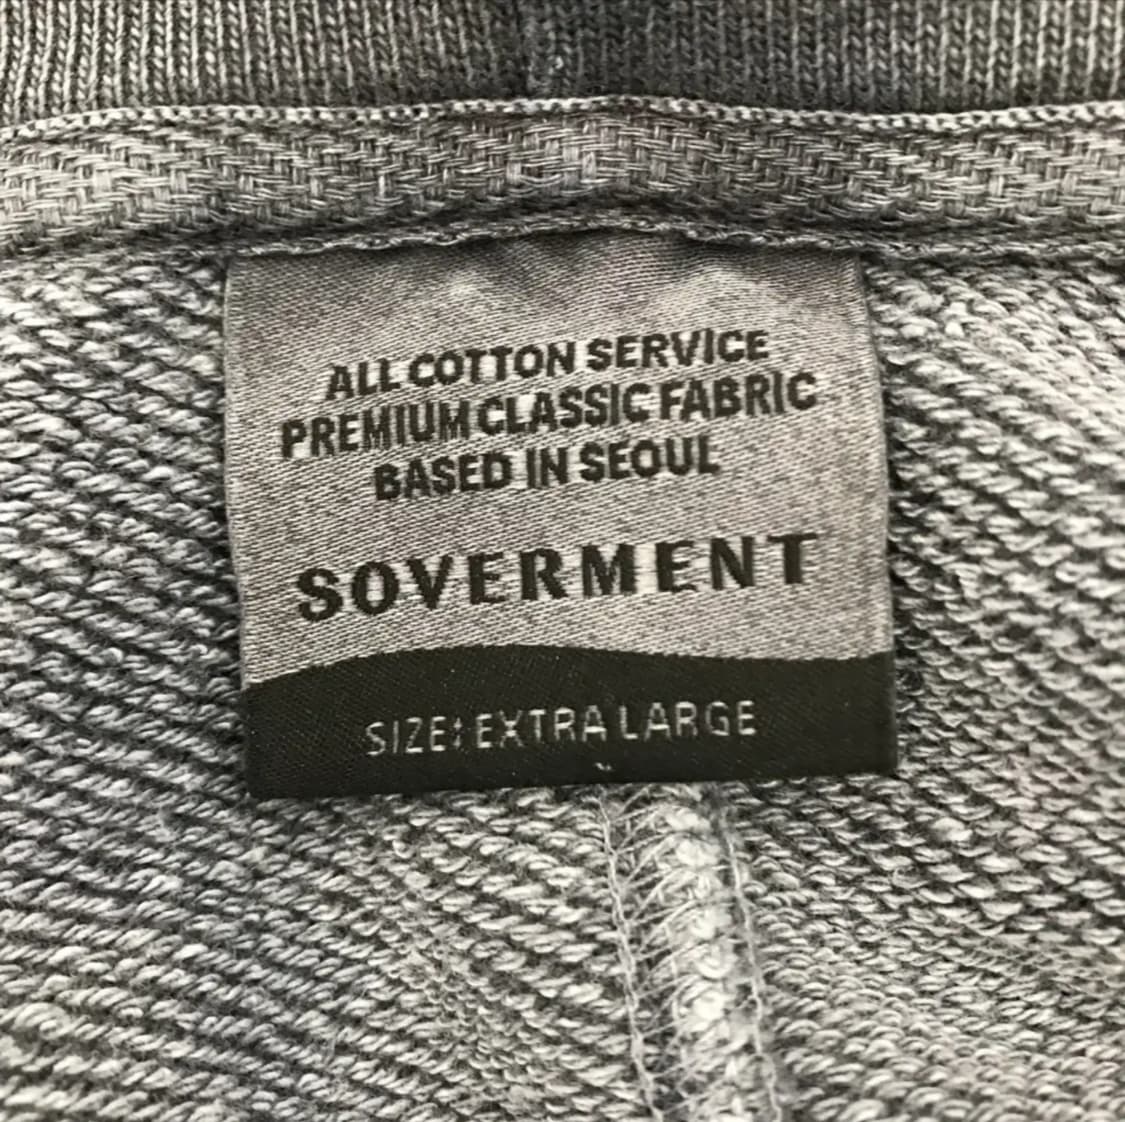 ALL COTTON SERVICE
PREMIUM CLASSIC FABRIC
BASED IN SEOUL
SOVERMENT
SIZE: EXTRA LARGE